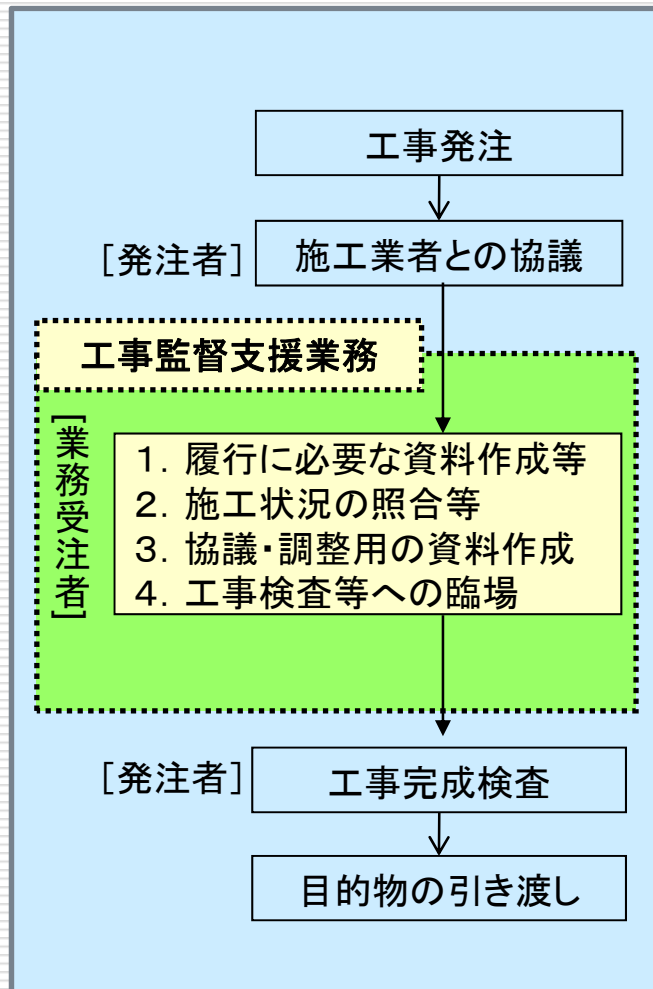 工事発注
[発注者]
施工業者との協議
工事監督支援業務
[業務受注者]
1. 履行に必要な資料作成等
2. 施工状況の照合等
3. 協議・調整用の資料作成
4. 工事検査等への臨場
[発注者]
工事完成検査
目的物の引き渡し